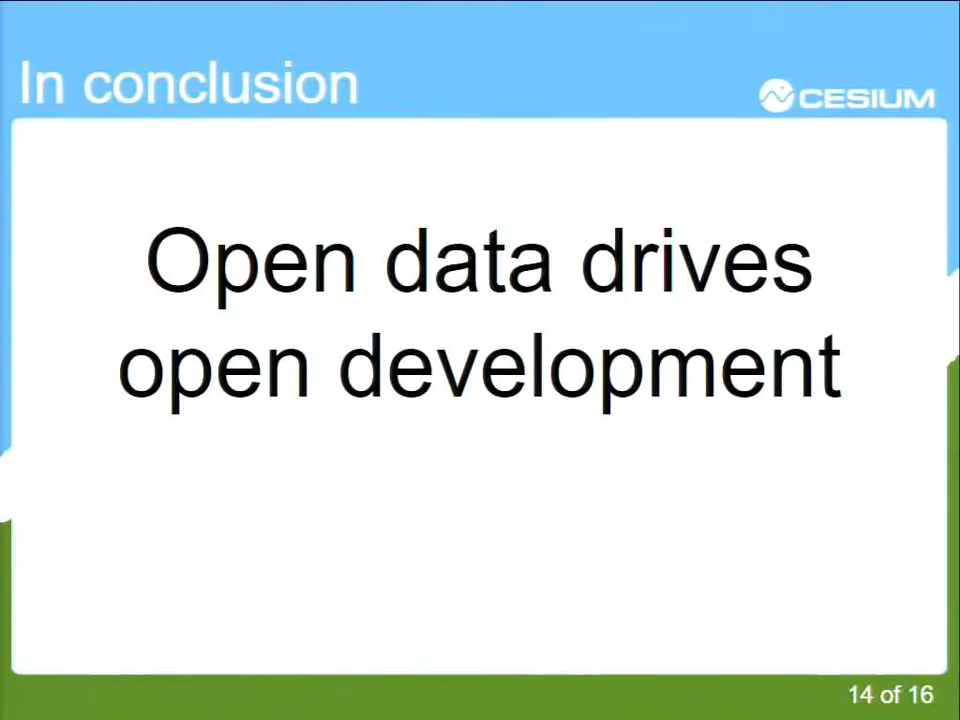 In conclusion
CESIUM
Open data drives
open development
14 of 16